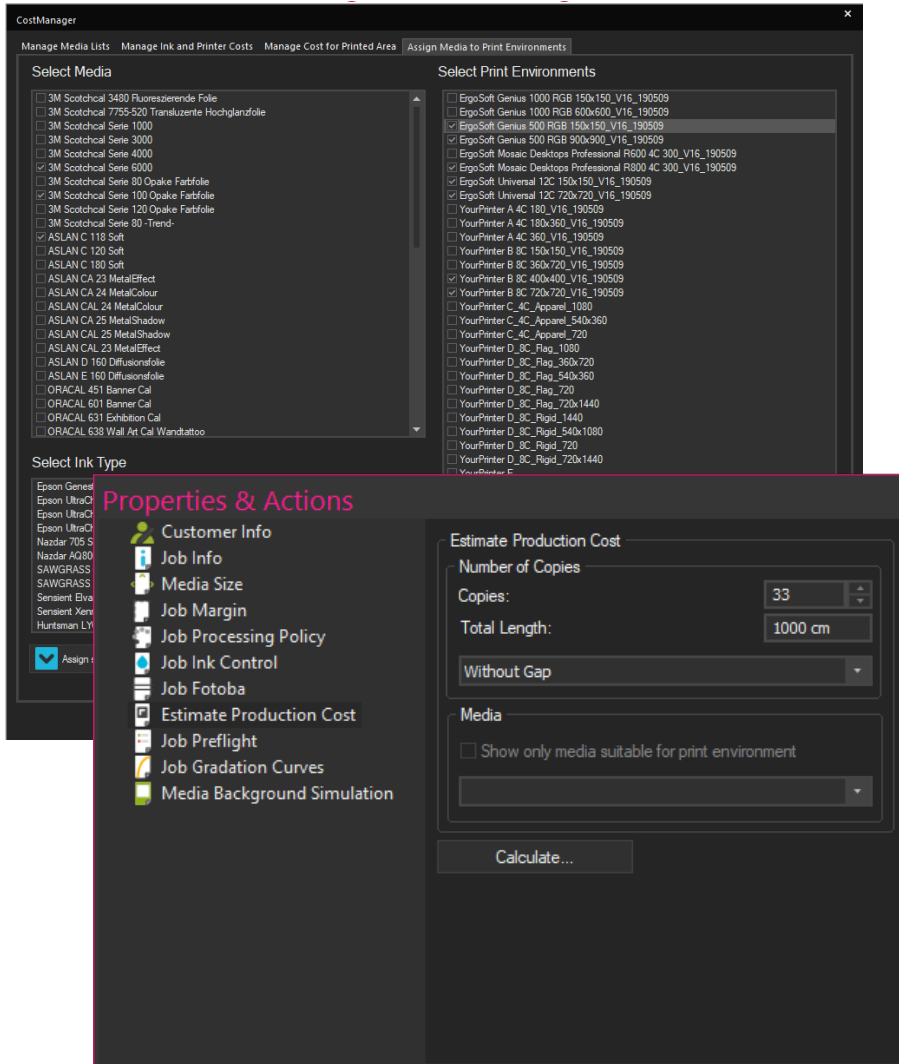 CostManager
Manage Media Lists Manage Ink and Printer Costs Manage Cost for Printed Area Assign Media to Print Environments
Select Media
3M Scotchcal 3480 Fluoreszierende Folie
3M Scotchcal 7755-520 Transluzente Hochglanzfolie
3M Scotchcal Serie 1000
3M Scotchcal Serie 3000
3M Scotchcal Serie 4000
3M Scotchcal Serie 6000
3M Scotchcal Serie 80 Opake Farbfolie
3M Scotchcal Serie 100 Opake Farbfolie
3M Scotchcal Serie 120 Opake Farbfolie
3M Scotchcal Serie 80 -Trend-
ASLAN C 118 Soft
ASLAN C 120 Soft
ASLAN C 180 Soft
ASLAN CA 23 MetalEffect
ASLAN CA 24 MetalColour
ASLAN CAL 24 MetalColour
ASLAN CA 25 MetalShadow
ASLAN CAL 25 MetalShadow
ASLAN CAL 23 MetalEffect
ASLAN D 160 Diffusionsfolie
ASLAN E 160 Diffusionsfolie
ORACAL 451 Banner Cal
ORACAL 601 Banner Cal
ORACAL 631 Exhibition Cal
ORACAL 638 Wall Art Cal Wandtattoo
Select Print Environments
ErgoSoft Genius 1000 RGB 150x150_V16_190509
ErgoSoft Genius 1000 RGB 600x600_V16_190509
ErgoSoft Genius 500 RGB 150x150_V16_190509
ErgoSoft Genius 500 RGB 900x900_V16_190509
ErgoSoft Mosaic Desktops Professional R600 4C 300_V16_190509
ErgoSoft Mosaic Desktops Professional R800 4C 300_V16_190509
ErgoSoft Universal 12C 150x150_V16_190509
ErgoSoft Universal 12C 720x720_V16_190509
YourPrinter A 4C 180_V16_190509
YourPrinter A 4C 180x360_V16_190509
YourPrinter A 4C 360_V16_190509
YourPrinter B 8C 150x150_V16_190509
YourPrinter B 8C 360x720_V16_190509
YourPrinter B 8C 400x400_V16_190509
YourPrinter B 8C 720x720_V16_190509
YourPrinter C_4C_Apparel_1080
YourPrinter C_4C_Apparel_540x360
YourPrinter C_4C_Apparel_720
YourPrinter D_8C_Flag_1080
YourPrinter D_8C_Flag_360x720
YourPrinter D_8C_Flag_540x360
YourPrinter D_8C_Flag_720
YourPrinter D_8C_Flag_720x1440
YourPrinter D_8C_Rigid_1440
YourPrinter D_8C_Rigid_540x1080
YourPrinter D_8C_Rigid_720
YourPrinter D_8C_Rigid_720x1440
Select Ink Type
Epson
Epson
Epson
Epson
Nazdar 705
Nazdar
SAWGRASS
SAWGRASS
Sensient
Sensient
Huntsman
Assign
Properties & Actions
Customer Info
Job Info
Media Size
Job Margin
Job Processing Policy
Job Ink Control
Job Fotoba
Estimate Production Cost
Job Preflight
Job Gradation Curves
Media Background Simulation
Estimate Production Cost
Number of Copies
Copies: 33
Total Length: 1000 cm
Without Gap
Media
Show only media suitable for print environment
Calculate...